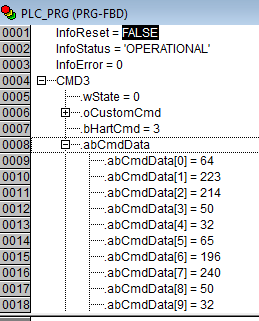 PLC_PRG (PRG-FBD)
0001 InfoReset = FALSE
0002 InfoStatus = 'OPERATIONAL'
0003 InfoError = 0
0004 CMD3
0005 .wState = 0
0006 .oCustomCmd
0007 .bHartCmd = 3
0008 .abCmdData
0009 .abCmdData[0] = 64
0010 .abCmdData[1] = 223
0011 .abCmdData[2] = 214
0012 .abCmdData[3] = 50
0013 .abCmdData[4] = 32
0014 .abCmdData[5] = 65
0015 .abCmdData[6] = 196
0016 .abCmdData[7] = 240
0017 .abCmdData[8] = 50
0018 .abCmdData[9] = 32